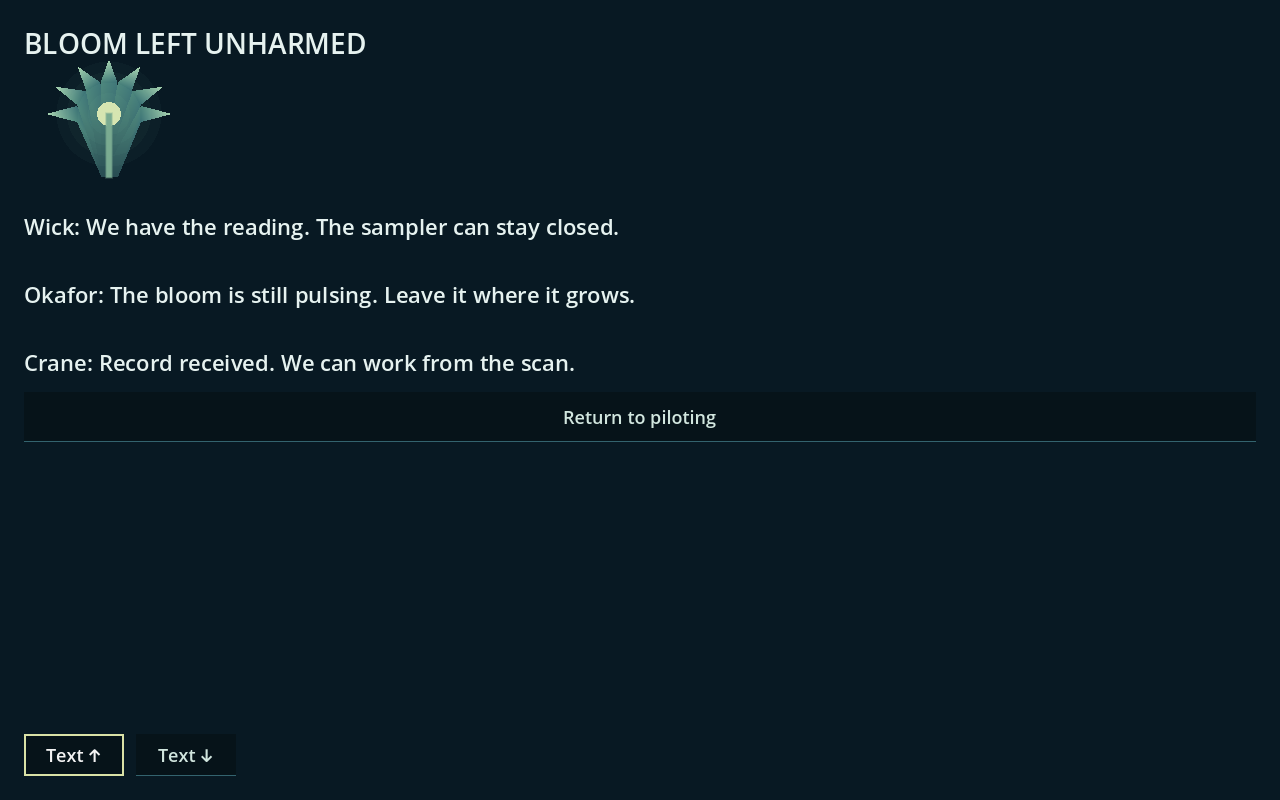 BLOOM LEFT UNHARMED
Wick: We have the reading. The sampler can stay closed.
Okafor: The bloom is still pulsing. Leave it where it grows.
Crane: Record received. We can work from the scan.
Return to piloting
Text ↑
Text ↓